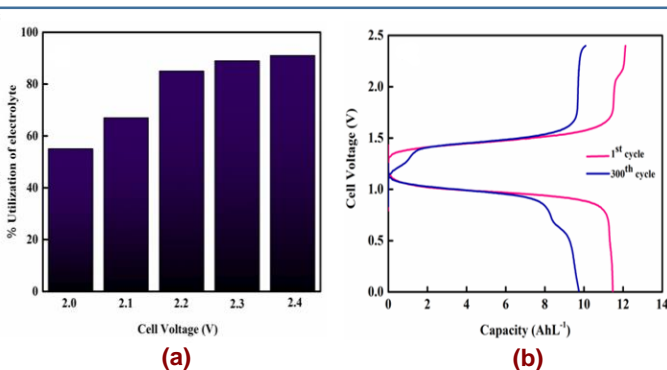 (a)
100
80
60
40
20
0
% Utilization of electrolyte
2.0 2.1 2.2 2.3 2.4
Cell Voltage (V)
(a)
(b)
2.5
2.0
1.5
1.0
0.5
0.0
Cell Voltage (V)
1st cycle
300th cycle
0 2 4 6 8 10 12 14
Capacity (AhL-1)
(b)